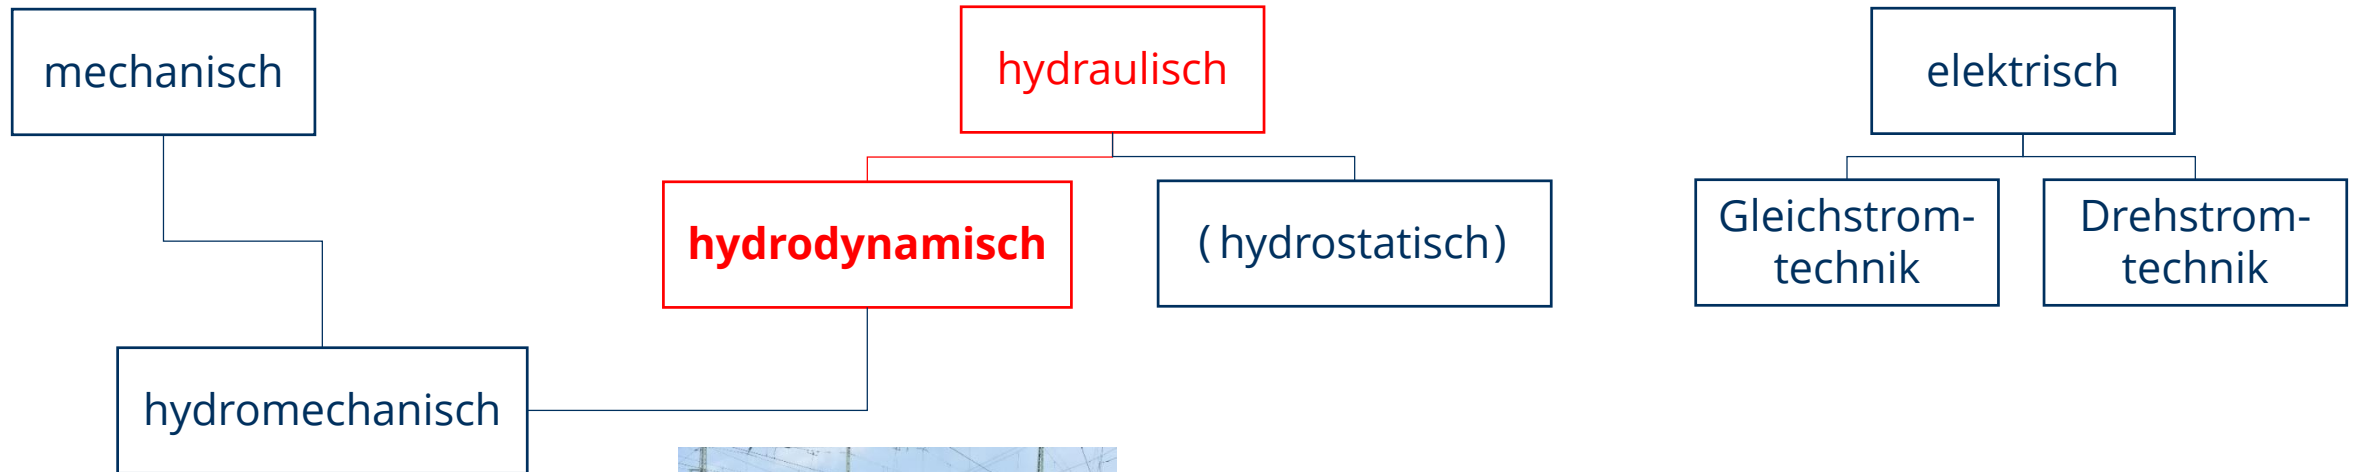 mechanisch
hydraulisch
elektrisch
hydrodynamisch
(hydrostatisch)
Gleichstrom-
technik
Drehstrom-
technik
hydromechanisch